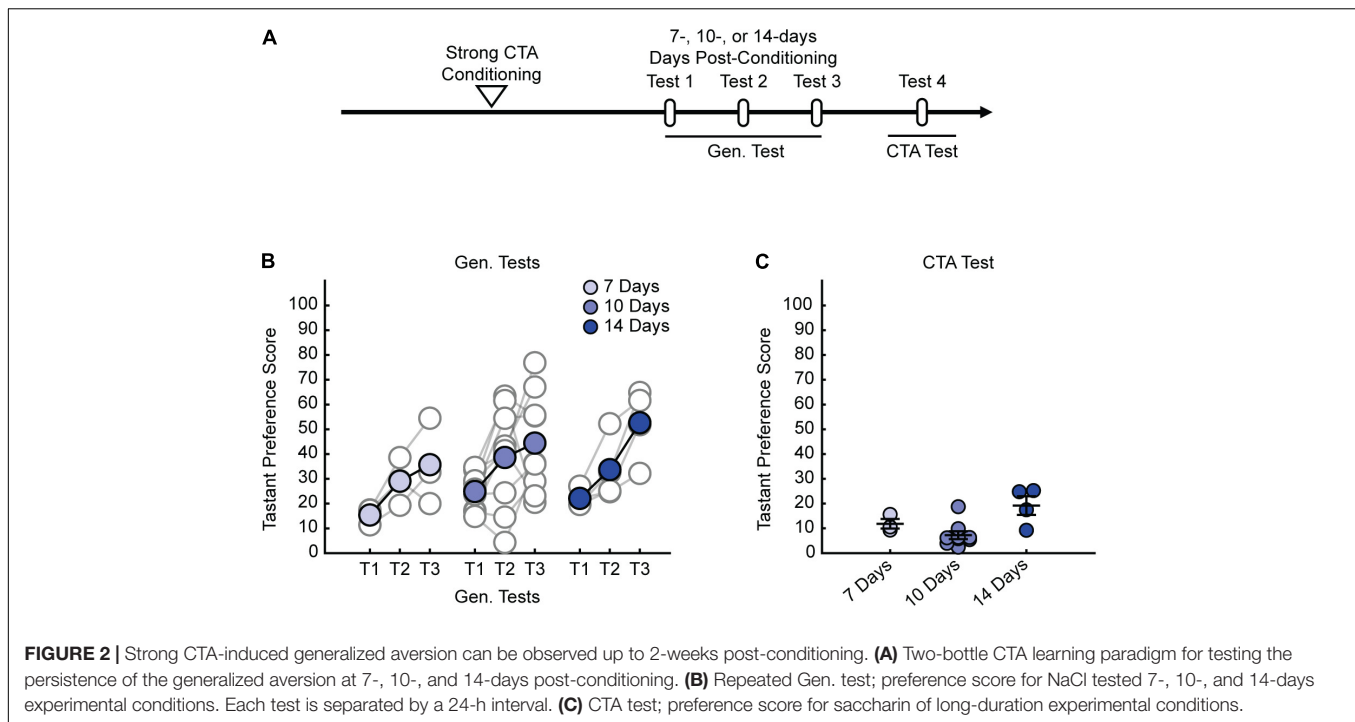 A
Strong CTA
Conditioning
7-, 10-, or 14-days
Days Post-Conditioning
Test 1 Test 2 Test 3 Test 4
Gen. Test CTA Test
B Gen. Tests
7 Days
10 Days
14 Days
Tastant Preference Score
100
90
80
70
60
50
40
30
20
10
0
T1 T2 T3 T1 T2 T3 T1 T2 T3
Gen. Tests
C CTA Test
Tastant Preference Score
100
90
80
70
60
50
40
30
20
10
0
7 Days 10 Days 14 Days
FIGURE 2 | Strong CTA-induced generalized aversion can be observed up to 2-weeks post-conditioning. (A) Two-bottle CTA learning paradigm for testing the
persistence of the generalized aversion at 7-, 10-, and 14-days post-conditioning. (B) Repeated Gen. test; preference score for NaCl tested 7-, 10-, and 14-days
experimental conditions. Each test is separated by a 24-h interval. (C) CTA test; preference score for saccharin of long-duration experimental conditions.